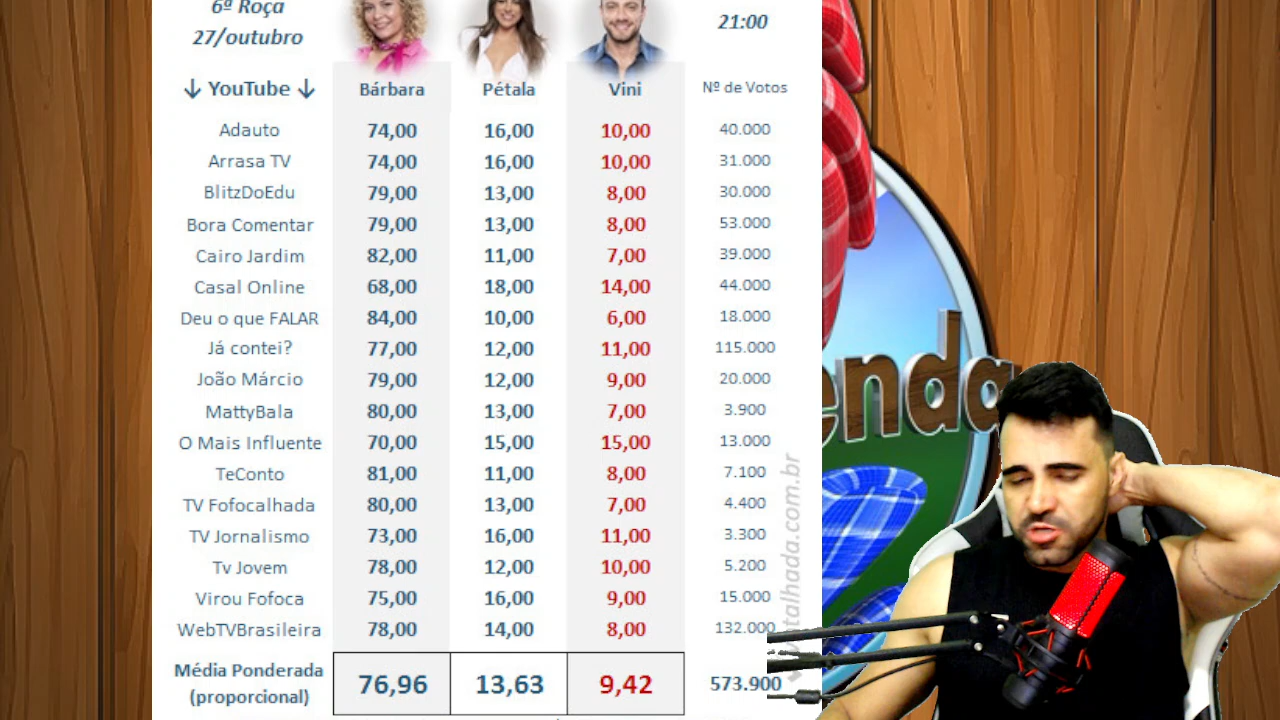 6ª Roça
27/outubro
21:00
↓ YouTube ↓ Bárbara Pétala Vini Nº de Votos
Adauto 74,00 16,00 10,00 40.000
Arrasa TV 74,00 16,00 10,00 31.000
BlitzDoEdu 79,00 13,00 8,00 30.000
Bora Comentar 79,00 13,00 8,00 53.000
Cairo Jardim 82,00 11,00 7,00 39.000
Casal Online 68,00 18,00 14,00 44.000
Deu o que FALAR 84,00 10,00 6,00 18.000
Já contei? 77,00 12,00 11,00 115.000
João Márcio 79,00 12,00 9,00 20.000
MattyBala 80,00 13,00 7,00 3.900
O Mais Influente 70,00 15,00 15,00 13.000
TeConto 81,00 11,00 8,00 7.100
TV Fofocalhada 80,00 13,00 7,00 4.400
TV Jornalismo 73,00 16,00 11,00 3.300
Tv Jovem 78,00 12,00 10,00 5.200
Virou Fofoca 75,00 16,00 9,00 15.000
WebTVBrasileira 78,00 14,00 8,00 132.000
Média Ponderada
(proporcional) 76,96 13,63 9,42 573.900
talhada.com.br
enda